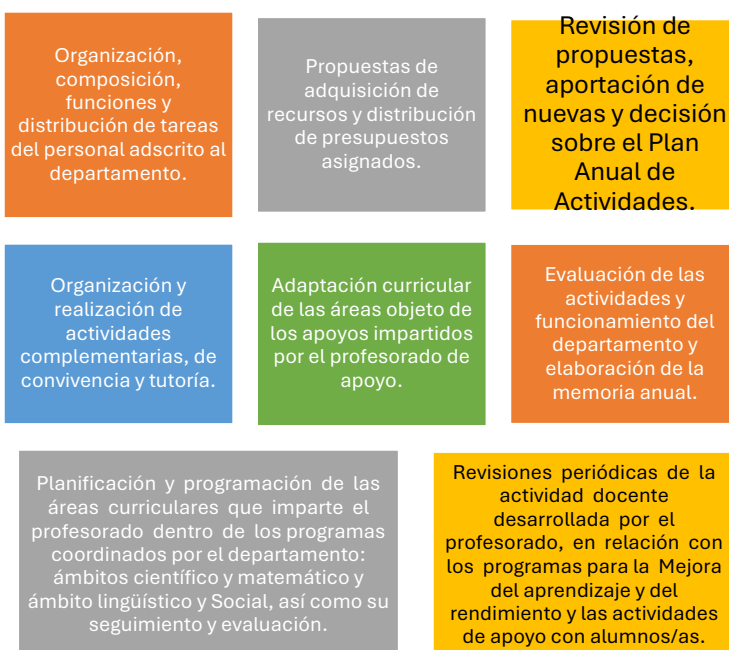 Organización,
composición,
funciones y
distribución de tareas
del personal adscrito al
departamento.
Propuestas de
adquisición de
recursos y distribución
de presupuestos
asignados.
Revisión de
propuestas,
aportación de
nuevas y decisión
sobre el Plan
Anual de
Actividades.
Organización y
realización de
actividades
complementarias, de
convivencia y tutoría.
Adaptación curricular
de las áreas objeto de
los apoyos impartidos
por el profesorado de
apoyo.
Evaluación de las
actividades y
funcionamiento del
departamento y
elaboración de la
memoria anual.
Planificación y programación de las
áreas curriculares que imparte el
profesorado dentro de los programas
coordinados por el departamento:
ámbitos científico y matemático y
ámbito lingüístico y Social, así como su
seguimiento y evaluación.
Revisiones periódicas de la
actividad docente
desarrollada por el
profesorado, en relación con
los programas para la Mejora
del aprendizaje y del
rendimiento y las actividades
de apoyo con alumnos/as.